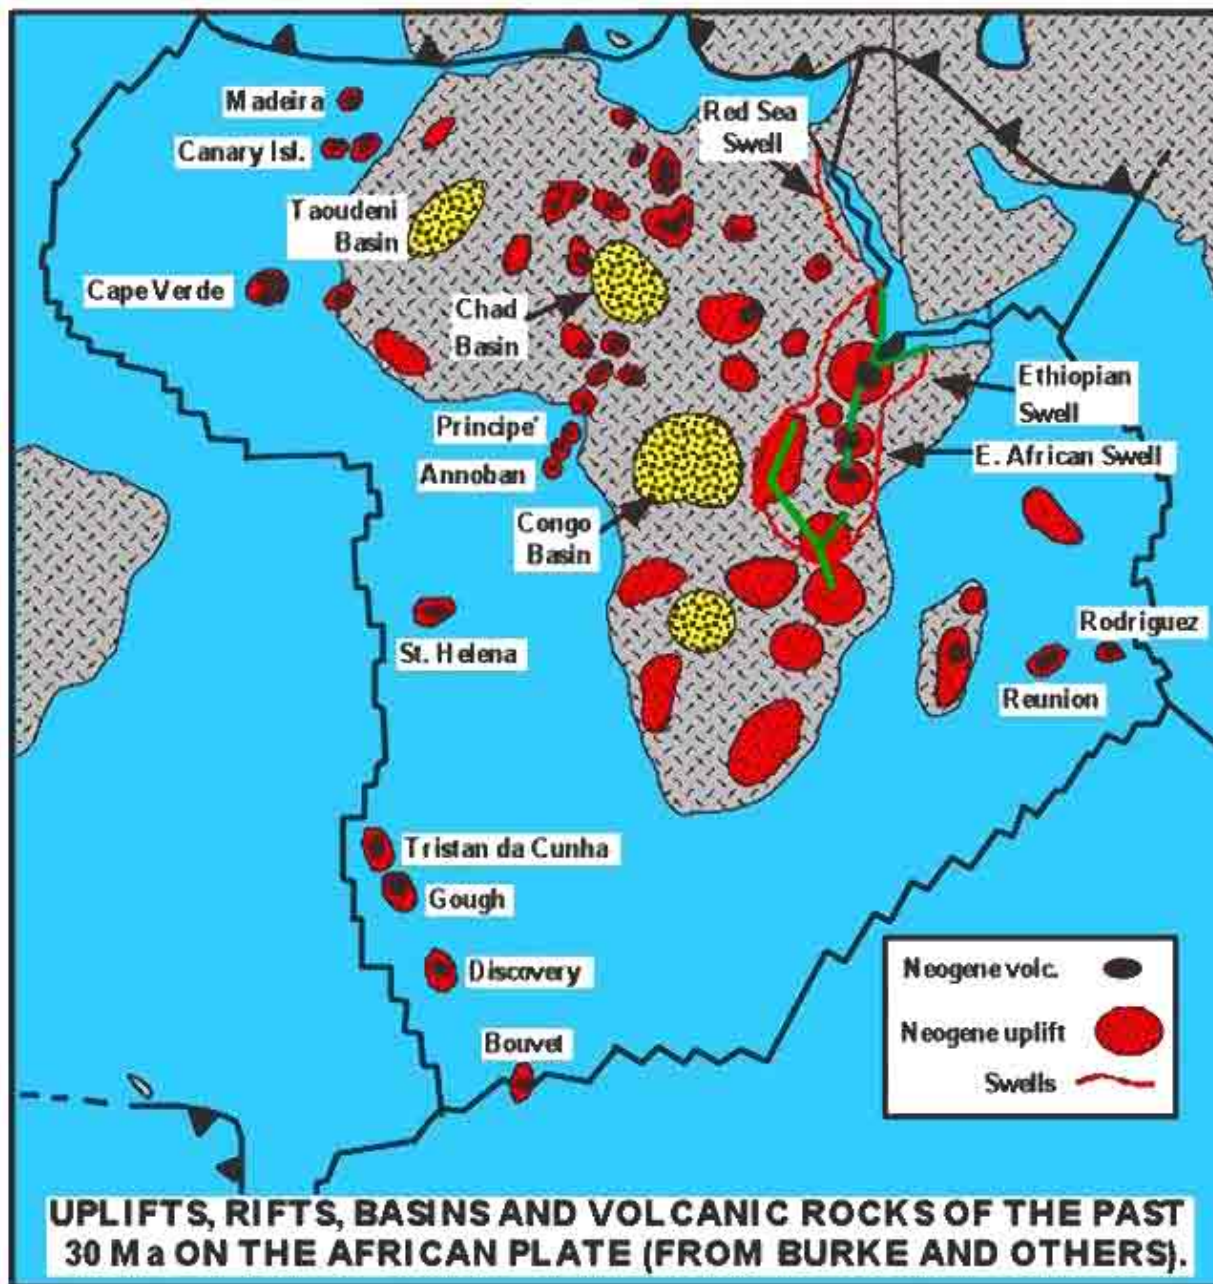 Madeira
Canary Isl.
Red Sea
Swell
Taoudeni
Basin
Cape Verde
Chad
Basin
Ethiopian
Swell
Principe'
Annoban
E. African Swell
Congo
Basin
St. Helena
Rodriguez
Reunion
Tristan da Cunha
Gough
Discovery
Bouvet
Neogene volc.
Neogene uplift
Swells
UPLIFTS, RIFTS, BASINS AND VOLCANIC ROCKS OF THE PAST
30 Ma ON THE AFRICAN PLATE (FROM BURKE AND OTHERS).